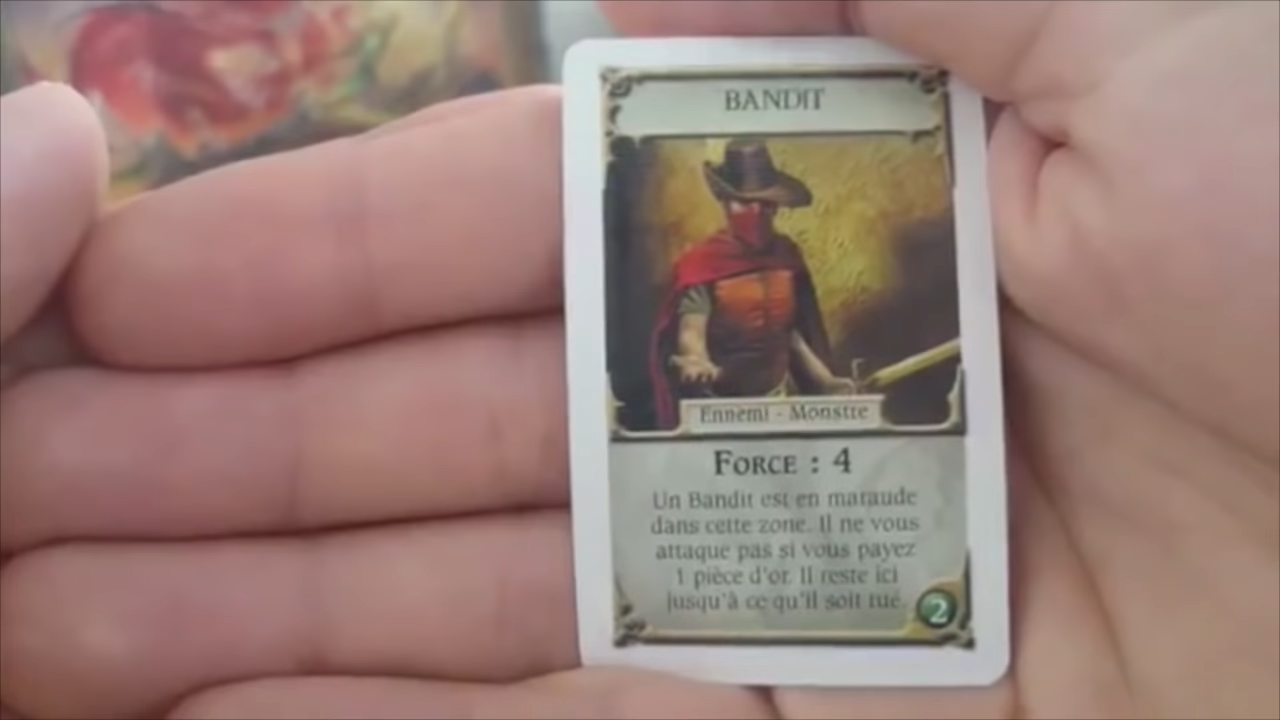 BANDIT
Ennemi - Monstre
FORCE : 4
Un Bandit est en maraude
dans cette zone. Il ne vous
attaque pas si vous payez
1 pièce d'or. Il reste ici
jusqu'à ce qu'il soit tué.
2